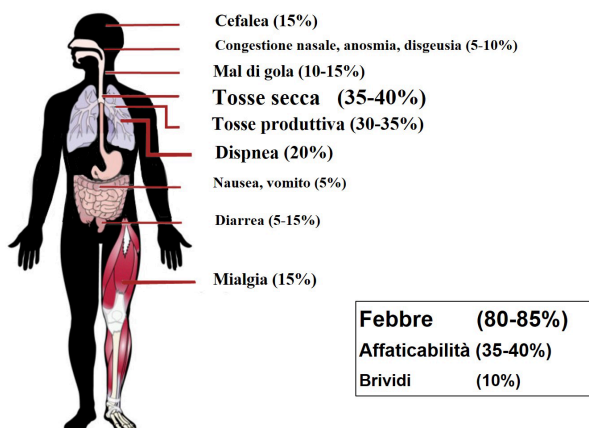 Cefalea (15%)
Congestione nasale, anosmia, disgeusia (5-10%)
Mal di gola (10-15%)
Tosse secca (35-40%)
Tosse produttiva (30-35%)
Dispnea (20%)
Nausea, vomito (5%)
Diarrea (5-15%)
Mialgia (15%)
Febbre (80-85%)
Affaticabilità (35-40%)
Brividi (10%)